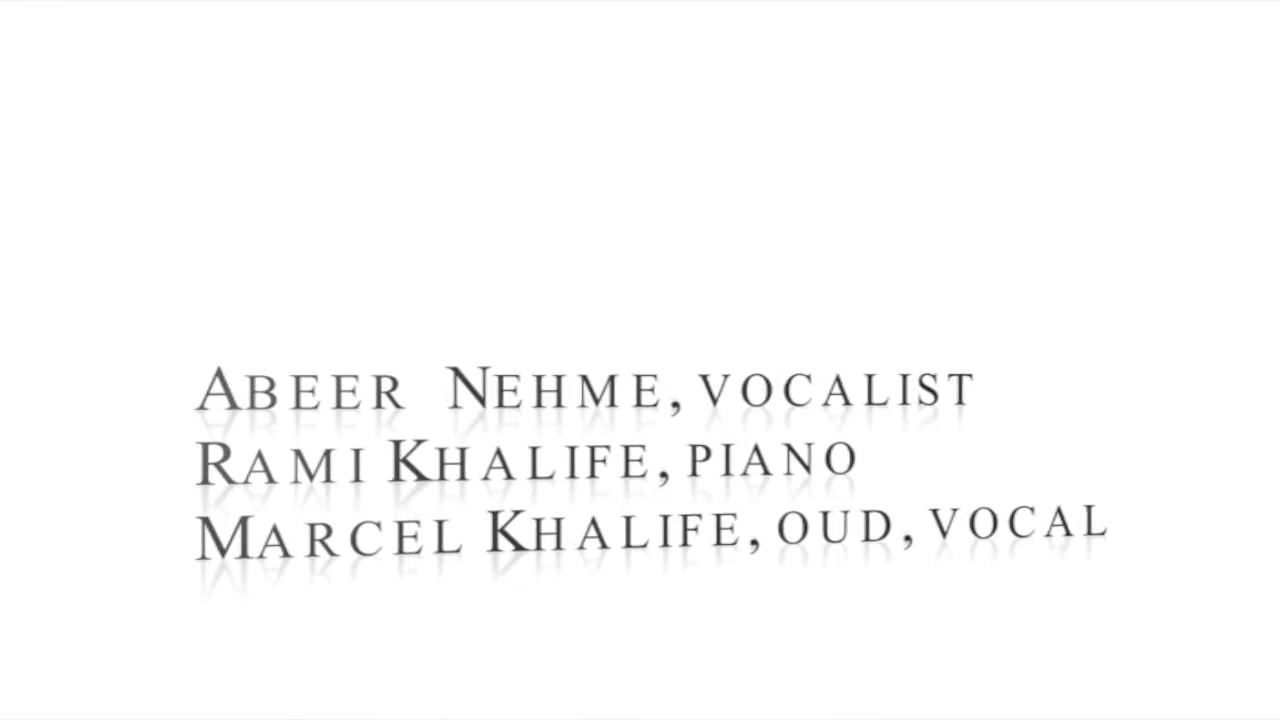 ABEER NEHME, VOCALIST
RAMI KHALIFE, PIANO
MARCEL KHALIFE, OUD, VOCAL